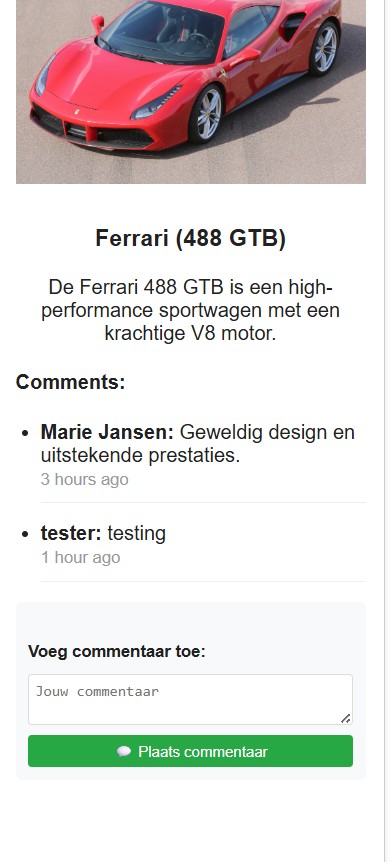 Ferrari (488 GTB)
De Ferrari 488 GTB is een high-
performance sportwagen met een
krachtige V8 motor.
Comments:
• Marie Jansen: Geweldig design en
uitstekende prestaties.
3 hours ago
• tester: testing
1 hour ago
Voeg commentaar toe:
Jouw commentaar
💬 Plaats commentaar